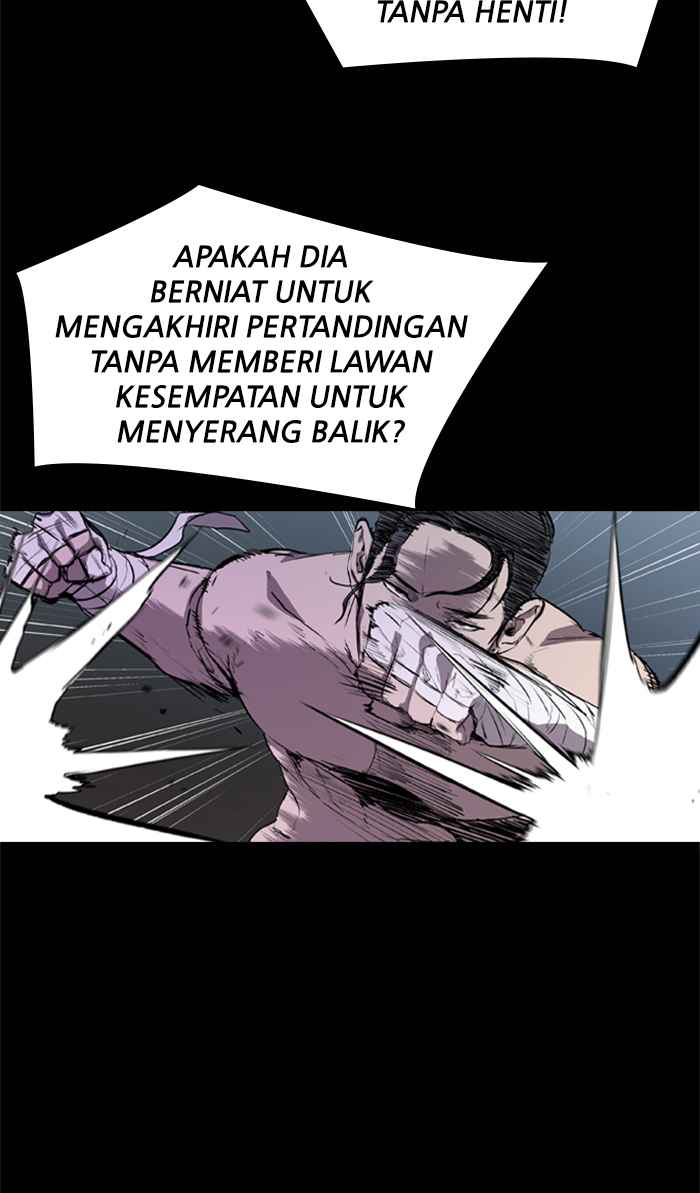 TANPA HENTI!
APAKAH DIA
BERNIAT UNTUK
MENGAKHIRI PERTANDINGAN
TANPA MEMBERI LAWAN
KESEMPATAN UNTUK
MENYERANG BALIK?